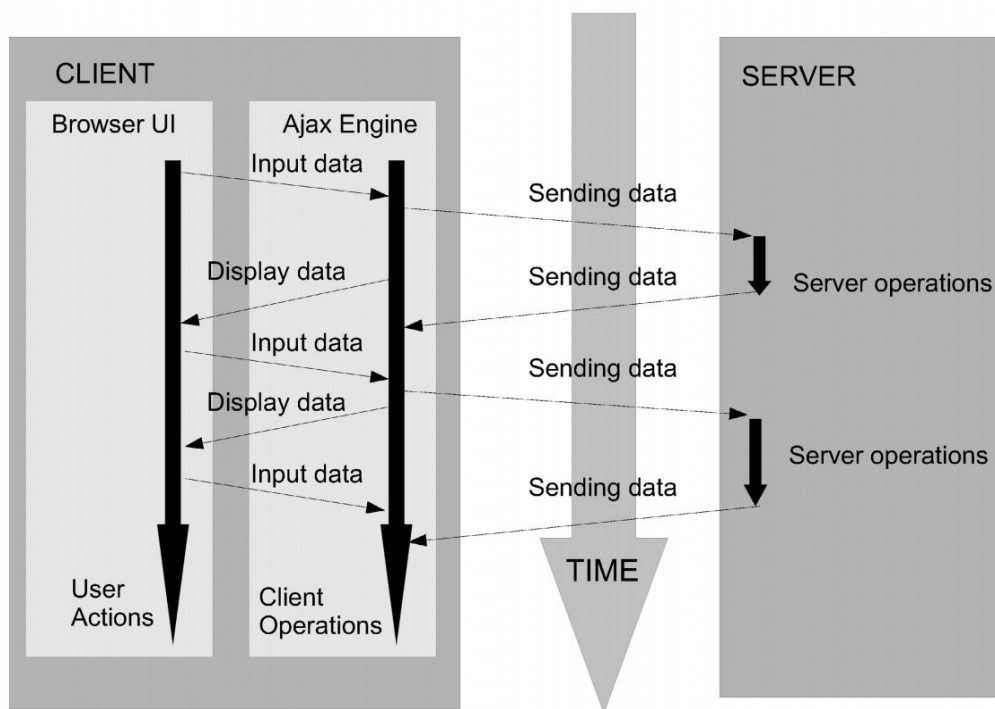 CLIENT
SERVER
Browser UI
Ajax Engine
Input data
Sending data
Display data
Sending data
Server operations
Input data
Sending data
Display data
Server operations
Input data
Sending data
TIME
User
Actions
Client
Operations